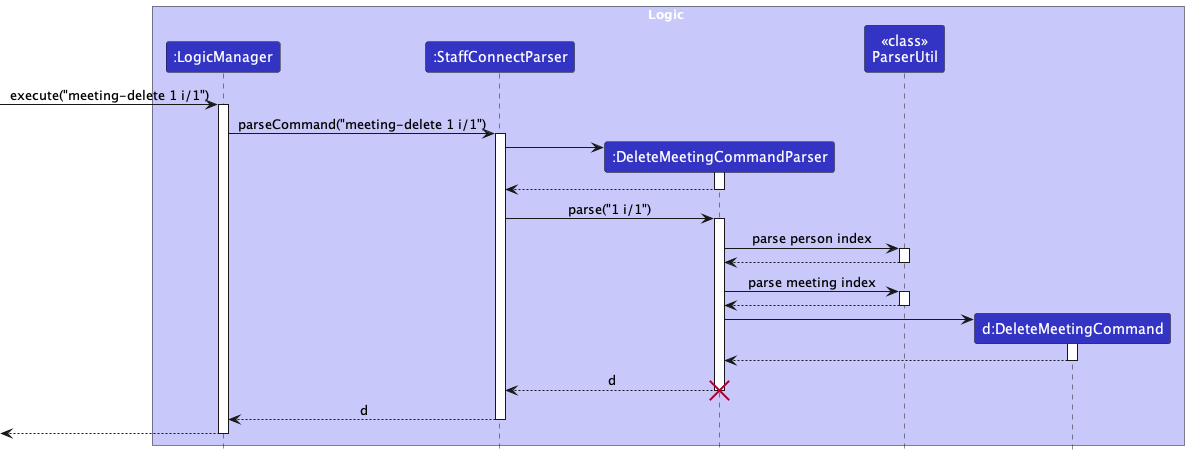 Logic
:LogicManager
:StaffConnectParser
«class»
ParserUtil
execute("meeting-delete 1 i/1")
parseCommand("meeting-delete 1 i/1")
:DeleteMeetingCommandParser
parse("1 i/1")
parse person index
parse meeting index
d:DeleteMeetingCommand
d
d